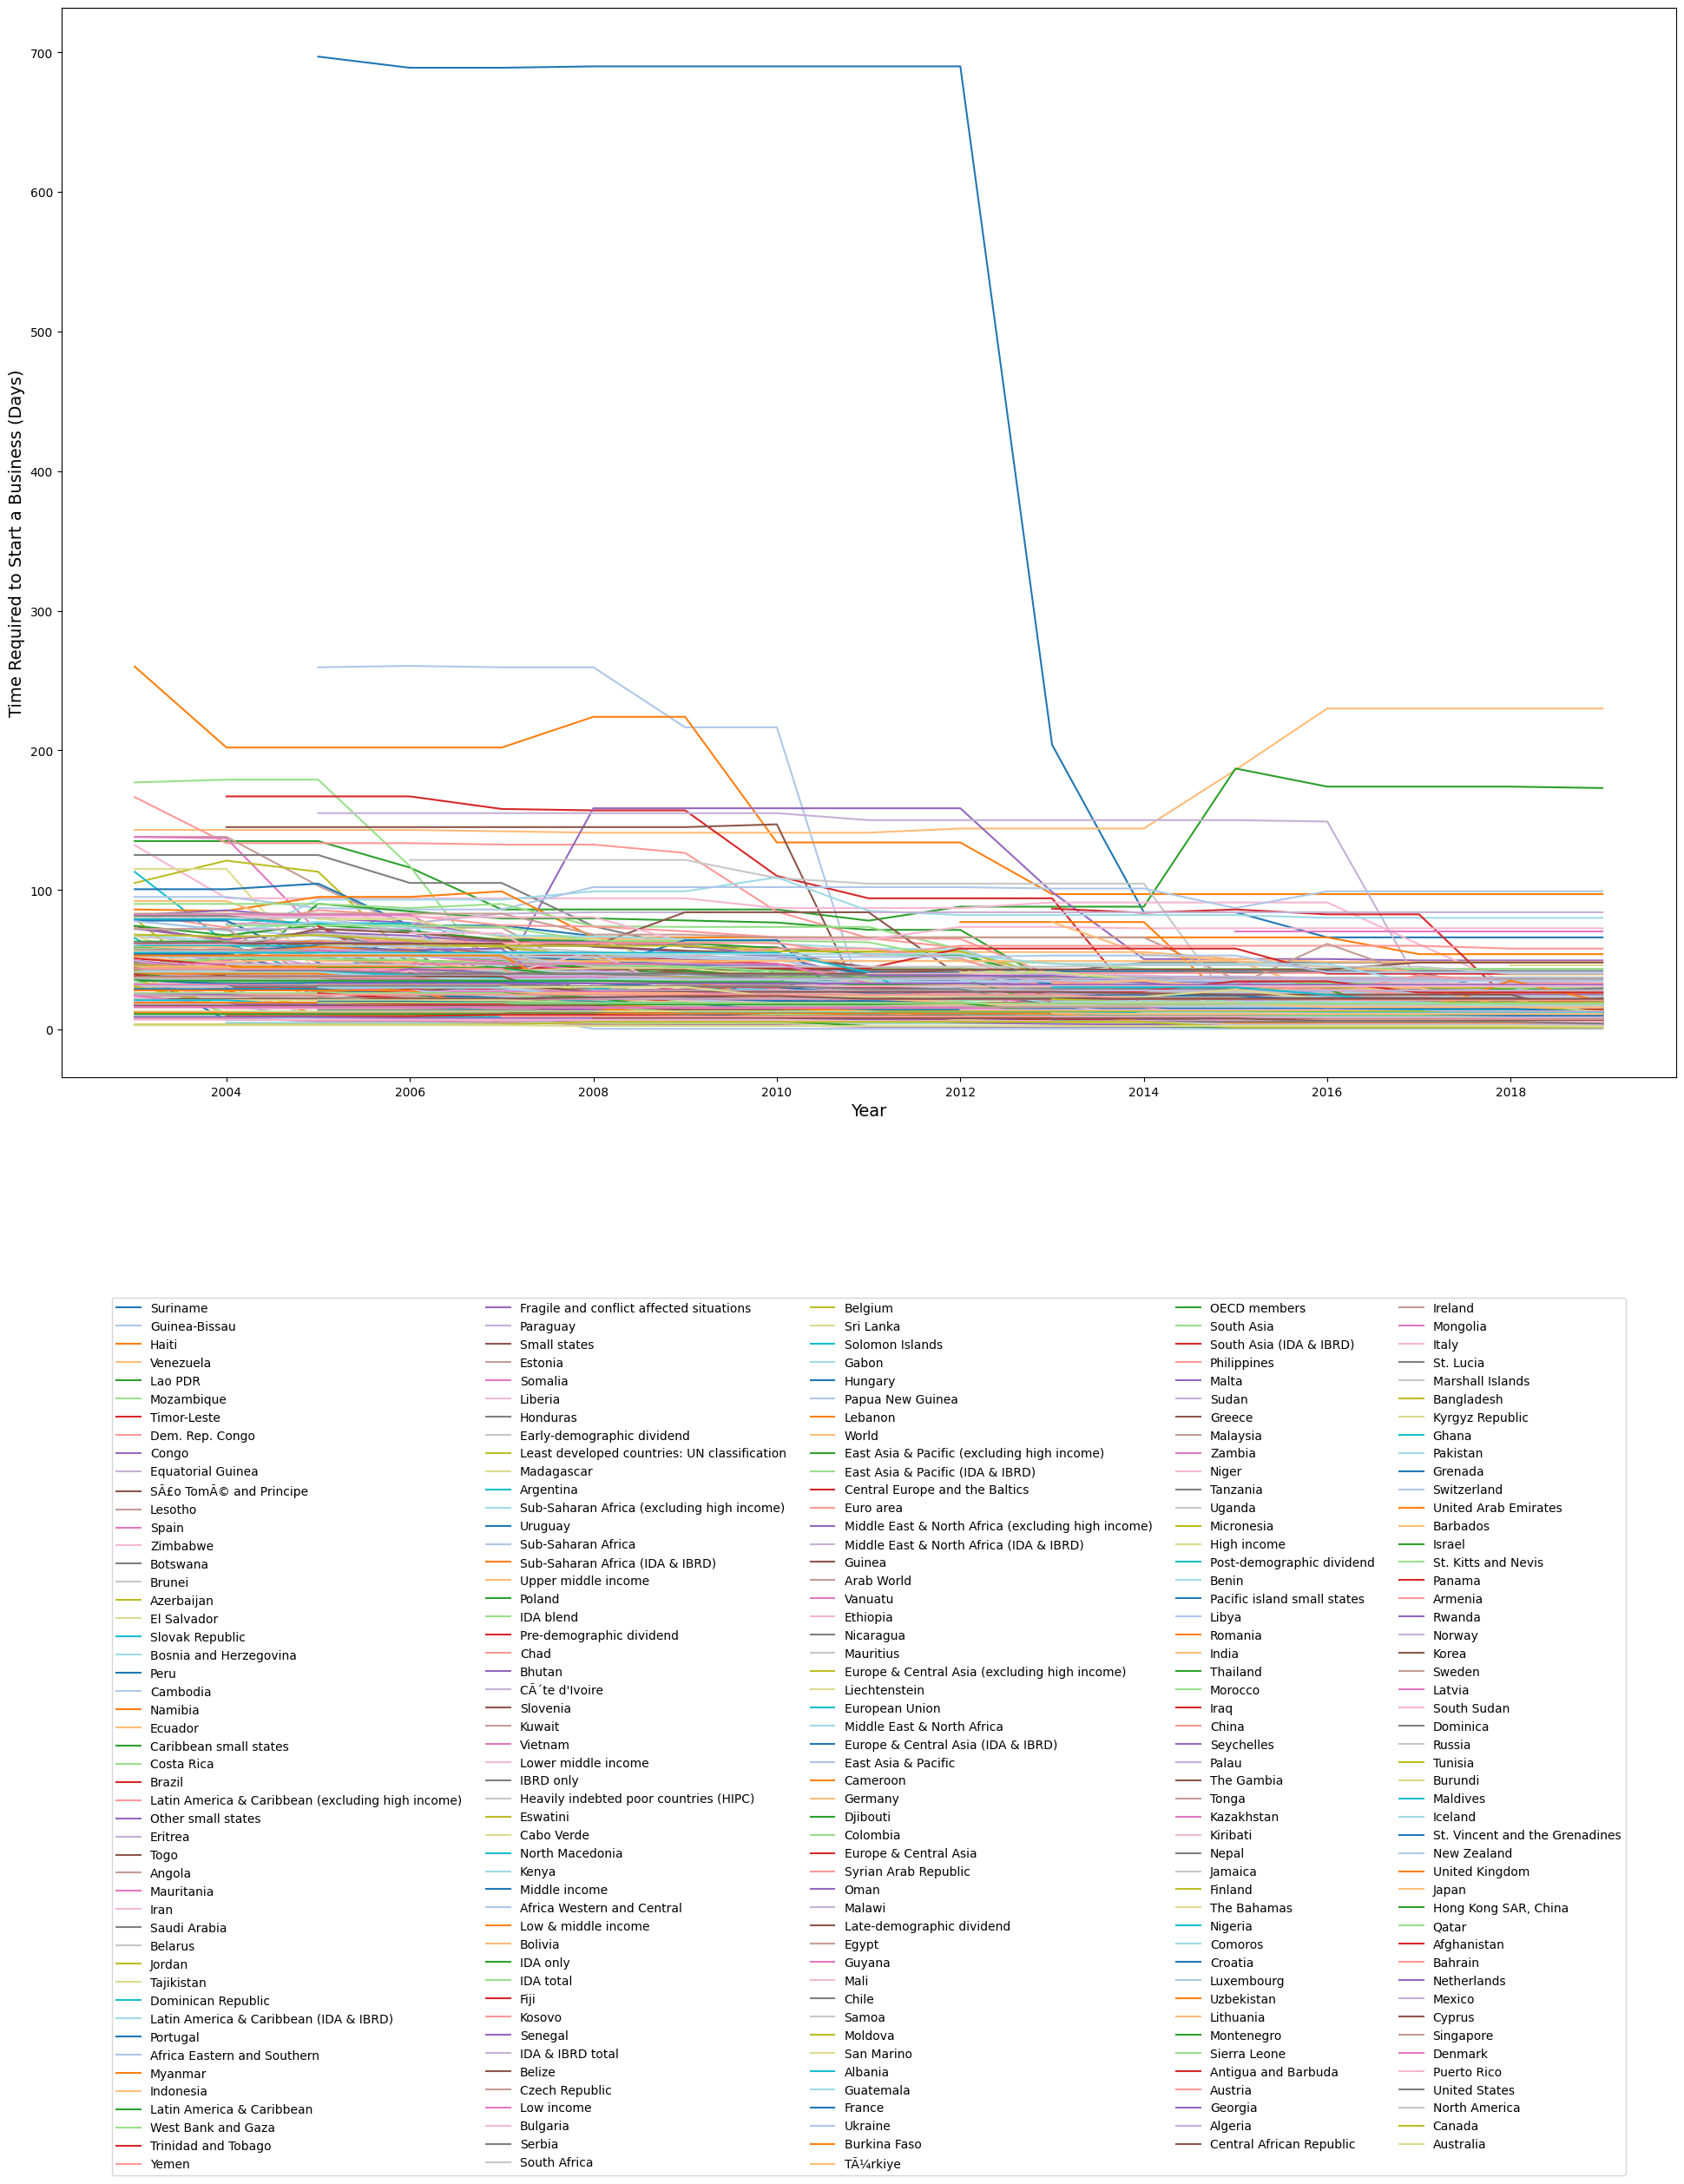 700
600
500
400
300
200
100
0
Time Required to Start a Business (Days)
2004
2006
2008
2010
2012
2014
2016
2018
Year
Suriname
Guinea-Bissau
Haiti
Venezuela
Lao PDR
Mozambique
Timor-Leste
Dem. Rep. Congo
Congo
Equatorial Guinea
SÃ£o TomÃ© and Principe
Lesotho
Spain
Zimbabwe
Botswana
Brunei
Azerbaijan
El Salvador
Slovak Republic
Bosnia and Herzegovina
Peru
Cambodia
Namibia
Ecuador
Caribbean small states
Costa Rica
Brazil
Latin America & Caribbean (excluding high income)
Other small states
Eritrea
Togo
Angola
Mauritania
Iran
Saudi Arabia
Belarus
Jordan
Tajikistan
Dominican Republic
Latin America & Caribbean (IDA & IBRD)
Portugal
Africa Eastern and Southern
Myanmar
Indonesia
Latin America & Caribbean
West Bank and Gaza
Trinidad and Tobago
Yemen
Fragile and conflict affected situations
Paraguay
Small states
Estonia
Somalia
Liberia
Honduras
Early-demographic dividend
Least developed countries: UN classification
Madagascar
Argentina
Sub-Saharan Africa (excluding high income)
Uruguay
Sub-Saharan Africa
Sub-Saharan Africa (IDA & IBRD)
Upper middle income
Poland
IDA blend
Pre-demographic dividend
Chad
Bhutan
CÃ´te d'Ivoire
Slovenia
Kuwait
Vietnam
Lower middle income
IBRD only
Heavily indebted poor countries (HIPC)
Eswatini
Cabo Verde
North Macedonia
Kenya
Middle income
Africa Western and Central
Low & middle income
Bolivia
IDA only
IDA total
Fiji
Kosovo
Senegal
IDA & IBRD total
Belize
Czech Republic
Low income
Bulgaria
Serbia
South Africa
Belgium
Sri Lanka
Solomon Islands
Gabon
Hungary
Papua New Guinea
Lebanon
World
East Asia & Pacific (excluding high income)
East Asia & Pacific (IDA & IBRD)
Central Europe and the Baltics
Euro area
Middle East & North Africa (excluding high income)
Middle East & North Africa (IDA & IBRD)
Guinea
Arab World
Vanuatu
Ethiopia
Nicaragua
Mauritius
Europe & Central Asia (excluding high income)
Liechtenstein
European Union
Middle East & North Africa
Europe & Central Asia (IDA & IBRD)
East Asia & Pacific
Cameroon
Germany
Djibouti
Colombia
Europe & Central Asia
Syrian Arab Republic
Oman
Malawi
Late-demographic dividend
Egypt
Guyana
Mali
Chile
Samoa
Moldova
San Marino
Albania
Guatemala
France
Ukraine
Burkina Faso
TÃ¼rkiye
OECD members
South Asia
South Asia (IDA & IBRD)
Philippines
Malta
Sudan
Greece
Malaysia
Zambia
Niger
Tanzania
Uganda
Micronesia
High income
Post-demographic dividend
Benin
Pacific island small states
Libya
Romania
India
Thailand
Morocco
Iraq
China
Seychelles
Palau
The Gambia
Tonga
Kazakhstan
Kiribati
Nepal
Jamaica
Finland
The Bahamas
Nigeria
Comoros
Croatia
Luxembourg
Uzbekistan
Lithuania
Montenegro
Sierra Leone
Antigua and Barbuda
Austria
Georgia
Algeria
Central African Republic
Ireland
Mongolia
Italy
St. Lucia
Marshall Islands
Bangladesh
Kyrgyz Republic
Ghana
Pakistan
Grenada
Switzerland
United Arab Emirates
Barbados
Israel
St. Kitts and Nevis
Panama
Armenia
Rwanda
Norway
Korea
Sweden
Latvia
South Sudan
Dominica
Russia
Tunisia
Burundi
Maldives
Iceland
St. Vincent and the Grenadines
New Zealand
United Kingdom
Japan
Hong Kong SAR, China
Qatar
Afghanistan
Bahrain
Netherlands
Mexico
Cyprus
Singapore
Denmark
Puerto Rico
United States
North America
Canada
Australia